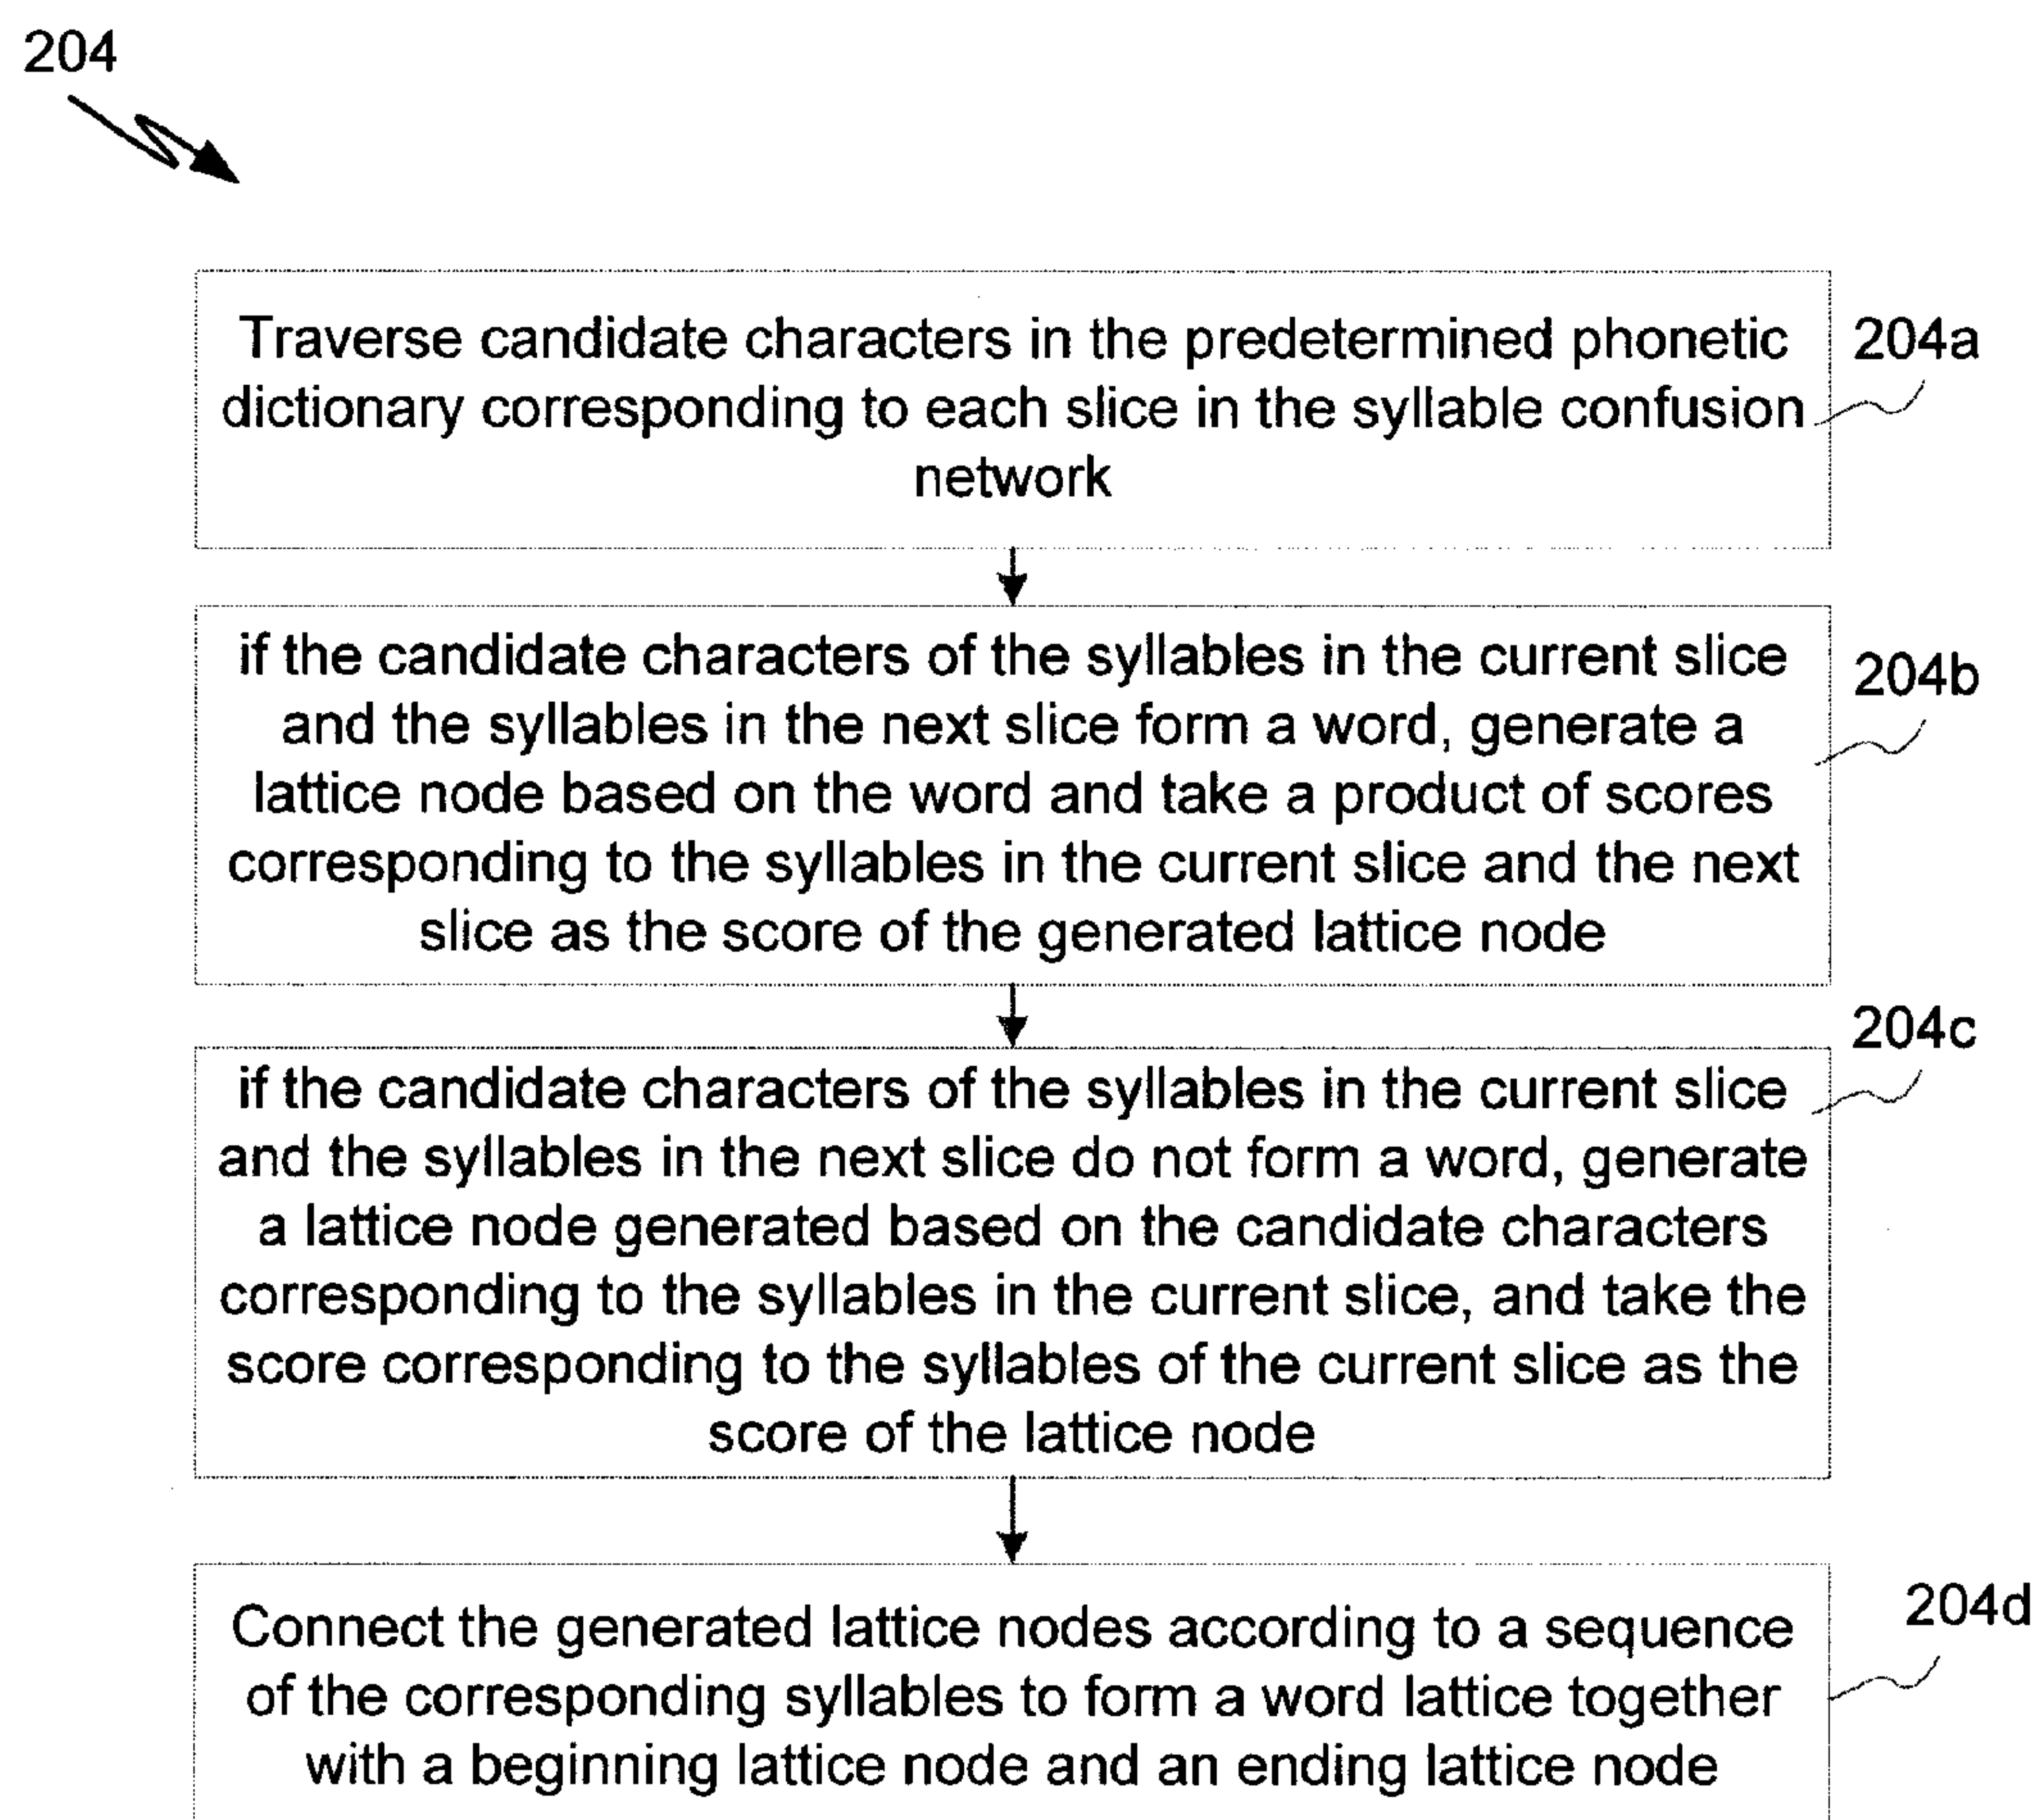 204
Traverse candidate characters in the predetermined phonetic
dictionary corresponding to each slice in the syllable confusion
network
204a
if the candidate characters of the syllables in the current slice
and the syllables in the next slice form a word, generate a
lattice node based on the word and take a product of scores
corresponding to the syllables in the current slice and the next
slice as the score of the generated lattice node
204b
if the candidate characters of the syllables in the current slice
and the syllables in the next slice do not form a word, generate
a lattice node generated based on the candidate characters
corresponding to the syllables in the current slice, and take the
score corresponding to the syllables of the current slice as the
score of the lattice node
204c
Connect the generated lattice nodes according to a sequence
of the corresponding syllables to form a word lattice together
with a beginning lattice node and an ending lattice node
204d